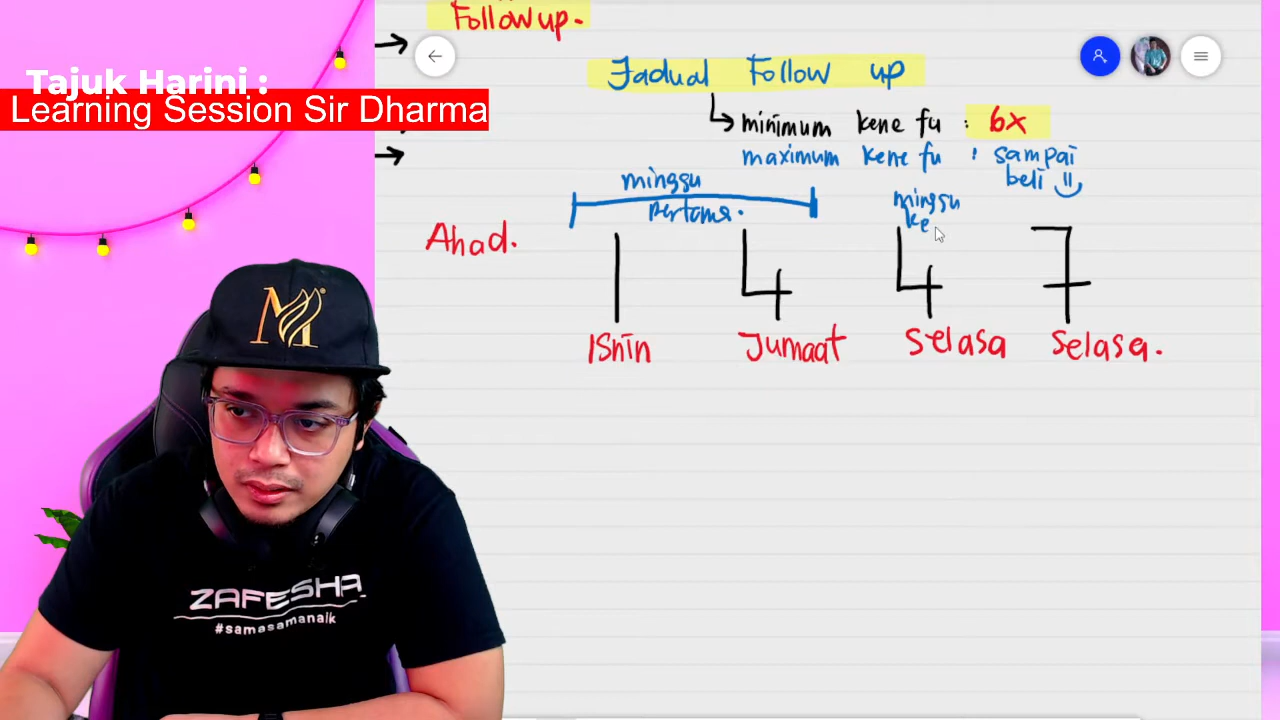 Followup.
Tajuk Harini :
Learning Session Sir Dharma
Jadual Follow up
minimum kene fu : 6x
maximum kene fu : sampai
beli
minggu
pertama.
minggu
ke
Ahad.
1 4 4 7
Isnin Jumaat Selasa Selasa.
M
ZAFEESHA
#samasamanaik